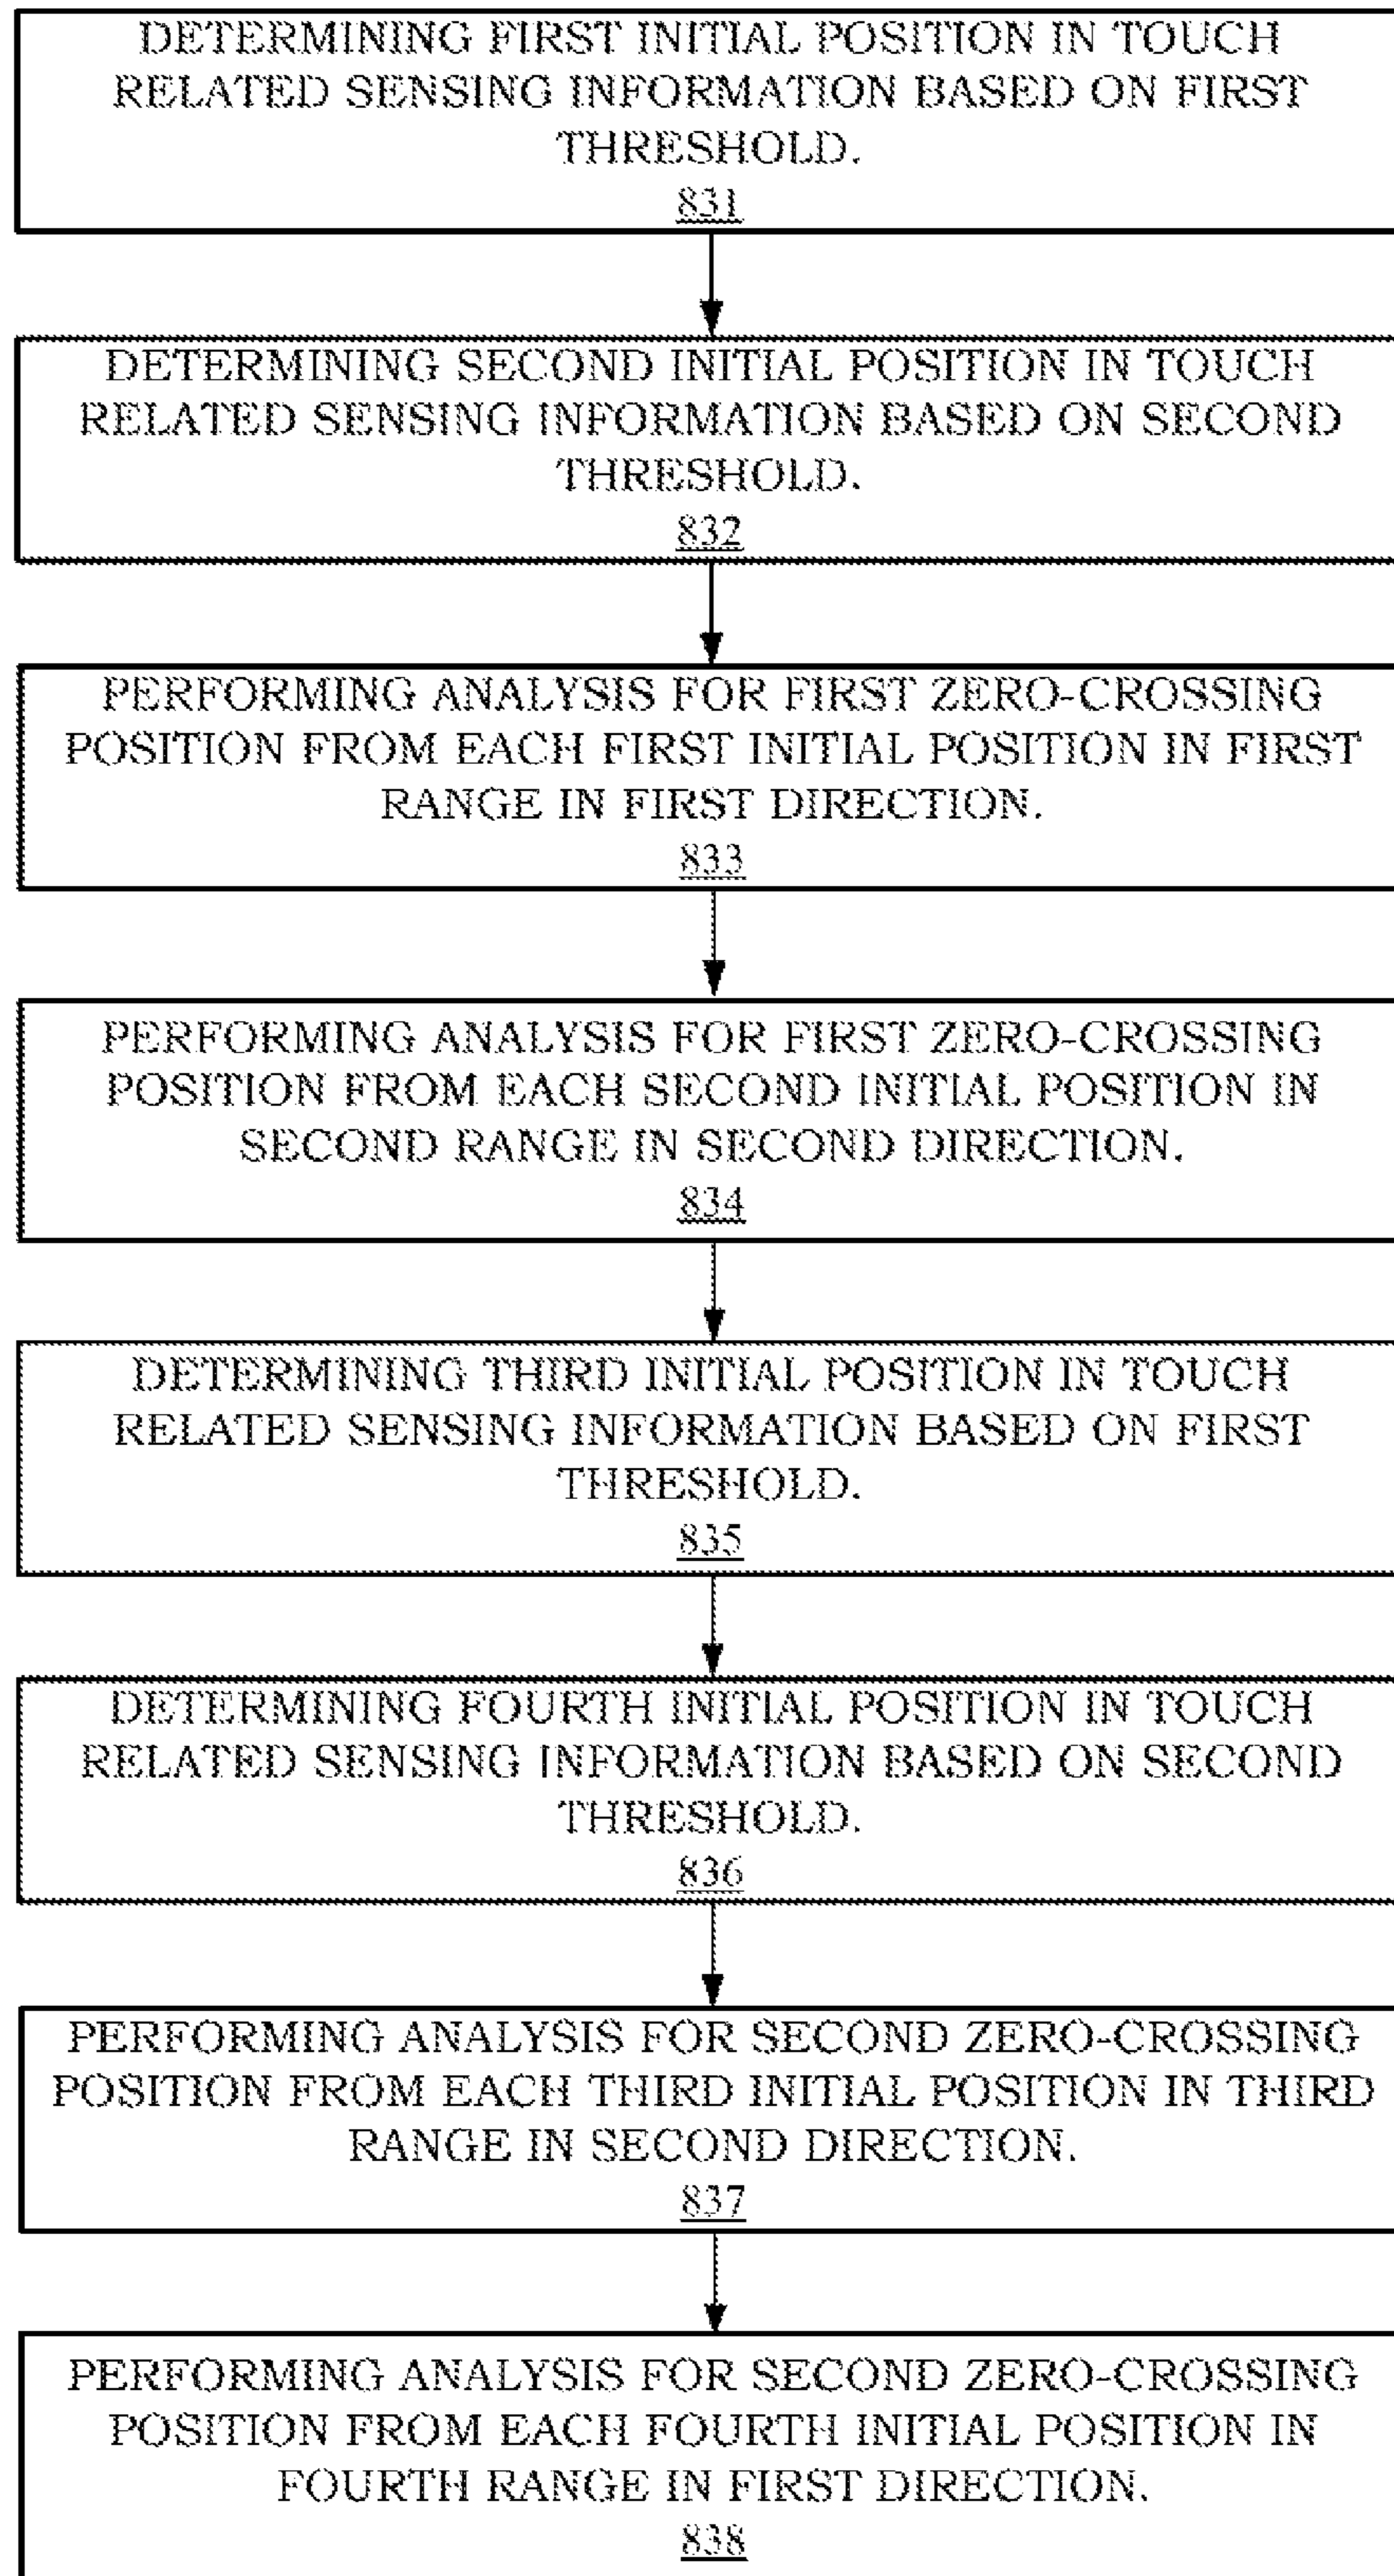 DETERMINING FIRST INITIAL POSITION IN TOUCH
RELATED SENSING INFORMATION BASED ON FIRST
THRESHOLD.
831
DETERMINING SECOND INITIAL POSITION IN TOUCH
RELATED SENSING INFORMATION BASED ON SECOND
THRESHOLD.
832
PERFORMING ANALYSIS FOR FIRST ZERO-CROSSING
POSITION FROM EACH FIRST INITIAL POSITION IN FIRST
RANGE IN FIRST DIRECTION.
833
PERFORMING ANALYSIS FOR FIRST ZERO-CROSSING
POSITION FROM EACH SECOND INITIAL POSITION IN
SECOND RANGE IN SECOND DIRECTION.
834
DETERMINING THIRD INITIAL POSITION IN TOUCH
RELATED SENSING INFORMATION BASED ON FIRST
THRESHOLD.
835
DETERMINING FOURTH INITIAL POSITION IN TOUCH
RELATED SENSING INFORMATION BASED ON SECOND
THRESHOLD.
836
PERFORMING ANALYSIS FOR SECOND ZERO-CROSSING
POSITION FROM EACH THIRD INITIAL POSITION IN THIRD
RANGE IN SECOND DIRECTION.
837
PERFORMING ANALYSIS FOR SECOND ZERO-CROSSING
POSITION FROM EACH FOURTH INITIAL POSITION IN
FOURTH RANGE IN FIRST DIRECTION.
838